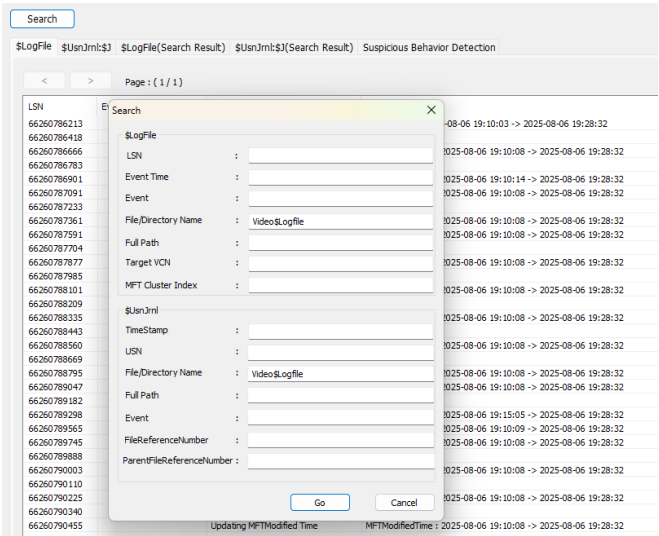 Search
$LogFile $UsnJrnl:$J $LogFile(Search Result) $UsnJrnl:$J(Search Result) Suspicious Behavior Detection
< > Page : ( 1 / 1 )
LSN
Search ×
66260786213 -08-06 19:10:03 -> 2025-08-06 19:28:32
66260786418
66260786666 2025-08-06 19:10:08 -> 2025-08-06 19:28:32
66260786783
66260786901 2025-08-06 19:10:14 -> 2025-08-06 19:28:32
66260787091 2025-08-06 19:10:08 -> 2025-08-06 19:28:32
66260787233
66260787361 2025-08-06 19:10:08 -> 2025-08-06 19:28:32
66260787591 2025-08-06 19:10:08 -> 2025-08-06 19:28:32
66260787704
66260787877 2025-08-06 19:10:08 -> 2025-08-06 19:28:32
66260787985
66260788101 2025-08-06 19:10:08 -> 2025-08-06 19:28:32
66260788209
66260788335 2025-08-06 19:10:08 -> 2025-08-06 19:28:32
66260788443
66260788560 2025-08-06 19:10:08 -> 2025-08-06 19:28:32
66260788669
66260788795 2025-08-06 19:10:08 -> 2025-08-06 19:28:32
66260789047 2025-08-06 19:10:08 -> 2025-08-06 19:28:32
66260789182
66260789298 2025-08-06 19:15:05 -> 2025-08-06 19:28:32
66260789565 2025-08-06 19:10:09 -> 2025-08-06 19:28:32
66260789745 2025-08-06 19:10:08 -> 2025-08-06 19:28:32
66260789888
66260790003 2025-08-06 19:10:08 -> 2025-08-06 19:28:32
66260790110
66260790225 2025-08-06 19:10:08 -> 2025-08-06 19:28:32
66260790340
66260790455 Updating MFTModified Time MFTModifiedTime : 2025-08-06 19:10:08 -> 2025-08-06 19:28:32
$LogFile
LSN :
Event Time :
Event :
File/Directory Name : Video$Logfile
Full Path :
Target VCN :
MFT Cluster Index :
$UsnJrnl
TimeStamp :
USN :
File/Directory Name : Video$Logfile
Full Path :
Event :
FileReferenceNumber :
ParentFileReferenceNumber :
Go Cancel